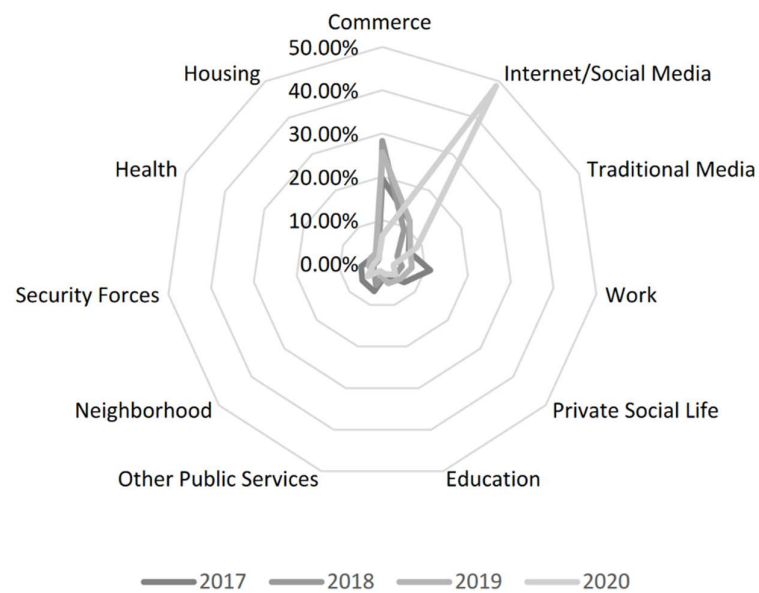 Commerce
50.00%
Housing
Internet/Social Media
40.00%
30.00%
Health
Traditional Media
20.00%
10.00%
0.00%
Security Forces
Work
Neighborhood
Private Social Life
Other Public Services
Education
2017 2018 2019 2020